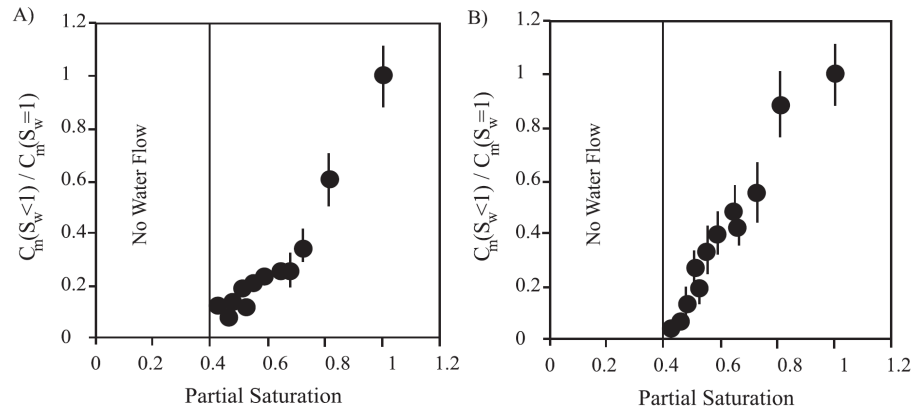 A)
1.2
1
0.8
0.6
0.4
0.2
0
C_m(S_w<1) / C_m(S_w=1)
No Water Flow
0 0.2 0.4 0.6 0.8 1 1.2
Partial Saturation
B)
1.2
1
0.8
0.6
0.4
0.2
0
C_m(S_w<1) / C_m(S_w=1)
No Water Flow
0 0.2 0.4 0.6 0.8 1 1.2
Partial Saturation